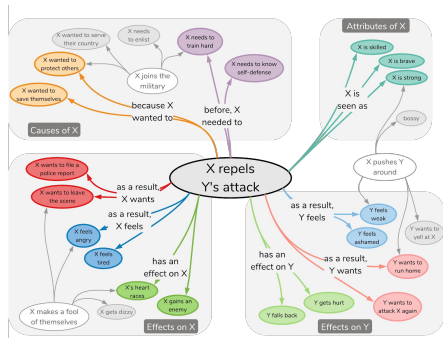 Attributes of X
X wanted to serve
their country
X needs
to enlist
X needs to
train hard
X wanted to
protect others
X joins the
military
X needs to know
self-defense
X wanted to
save themselves
because X
wanted to
before, X
needed to
Causes of X
X is skilled
X is brave
X is strong
X is
seen as
bossy
X repels
Y's attack
X pushes Y
around
X wants to file a
police report
X wants to leave
the scene
as a result,
X wants
as a result,
X feels
X feels
angry
X feels
tired
has an
effect on X
X's heart
races
X gains an
enemy
X makes a fool
of themselves
X gets dizzy
Effects on X
as a result,
Y feels
Y feels
weak
Y feels
ashamed
Y wants to
yell at X
has an
effect on Y
as a result,
Y wants
Y wants to
run home
Y falls back
Y gets hurt
Y wants to
attack X again
Effects on Y